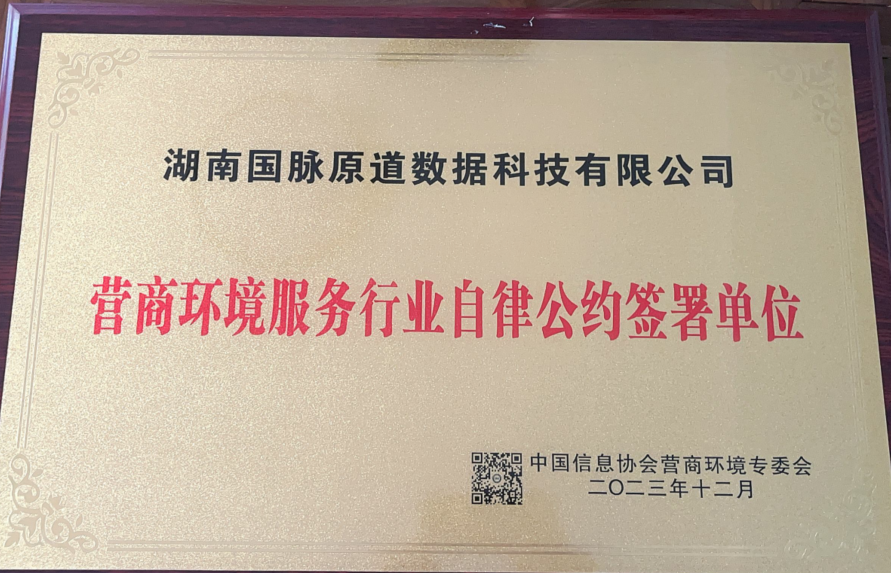 湖南国脉原道数据科技有限公司
营商环境服务行业自律公约签署单位
中国信息协会营商环境专委会
二〇二三年十二月